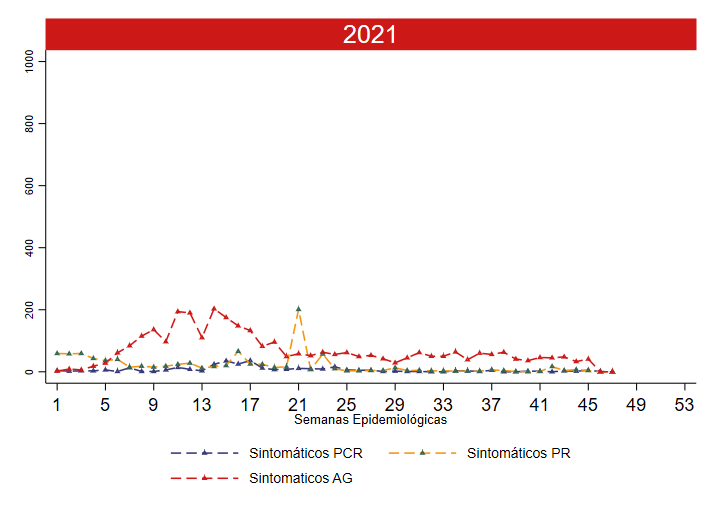 2021
1000
800
600
400
200
0
1 5 9 13 17 21 25 29 33 37 41 45 49 53
Semanas Epidemiológicas
Sintomáticos PCR Sintomáticos PR
Sintomaticos AG